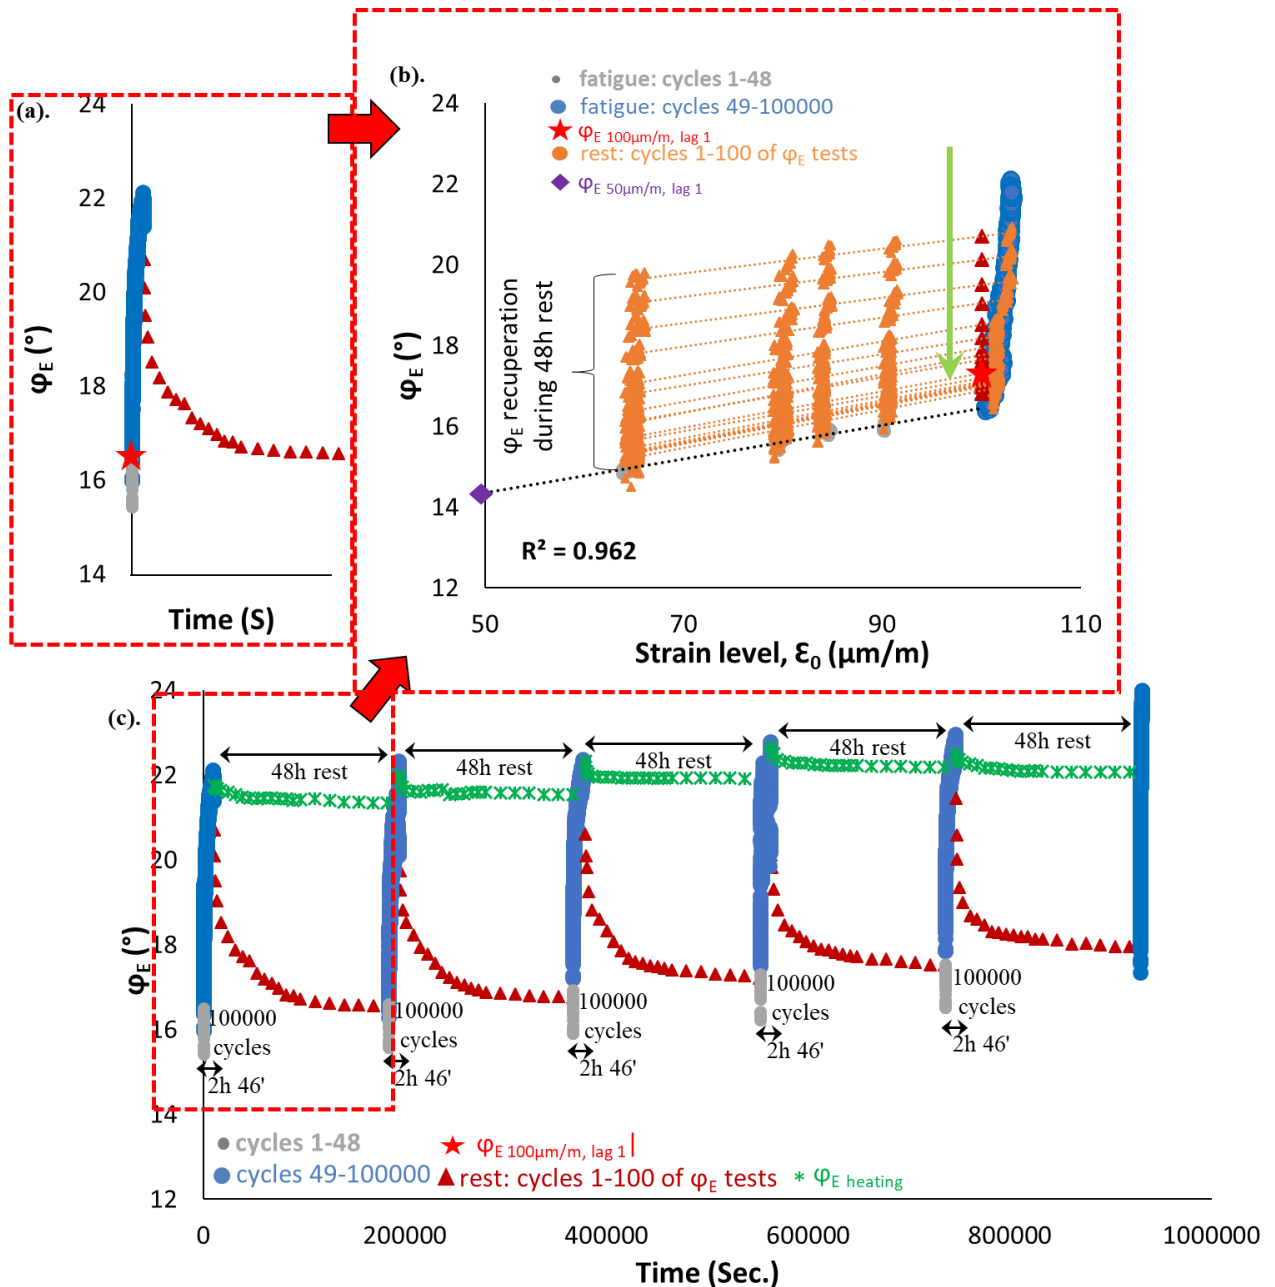 (a).
24
22
20
18
16
14
φE (°)
Time (S)
(b).
fatigue: cycles 1-48
fatigue: cycles 49-100000
φE 100μm/m, lag 1
rest: cycles 1-100 of φE tests
φE 50μm/m, lag 1
24
22
20
18
16
14
12
φE (°)
φE recuperation
during 48h rest
R² = 0.962
50
70
90
110
Strain level, Ɛ0 (μm/m)
(c).
24
22
20
18
16
14
12
φE (°)
48h rest
48h rest
48h rest
48h rest
48h rest
100000
cycles
2h 46'
100000
cycles
2h 46'
100000
cycles
2h 46'
100000
cycles
2h 46'
100000
cycles
2h 46'
cycles 1-48
φE 100μm/m, lag 1
cycles 49-100000
rest: cycles 1-100 of φE tests
φE heating
0
200000
400000
600000
800000
1000000
Time (Sec.)